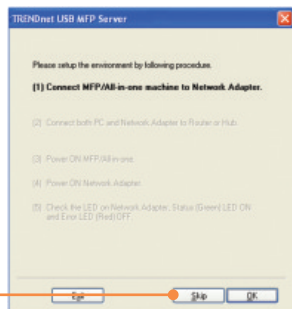 TRENDnet USB MFP Server
Please setup the environment by following procedure.
(1) Connect MFP/All-in-one machine to Network Adapter.
(2) Connect both PC and Network Adapter to Router or Hub.
(3) Power ON MFP/All-in-one.
(4) Power ON Network Adapter.
(5) Check the LED on Network Adapter, Status (Green) LED ON
and Error LED (Red) OFF.
Exit Skip OK